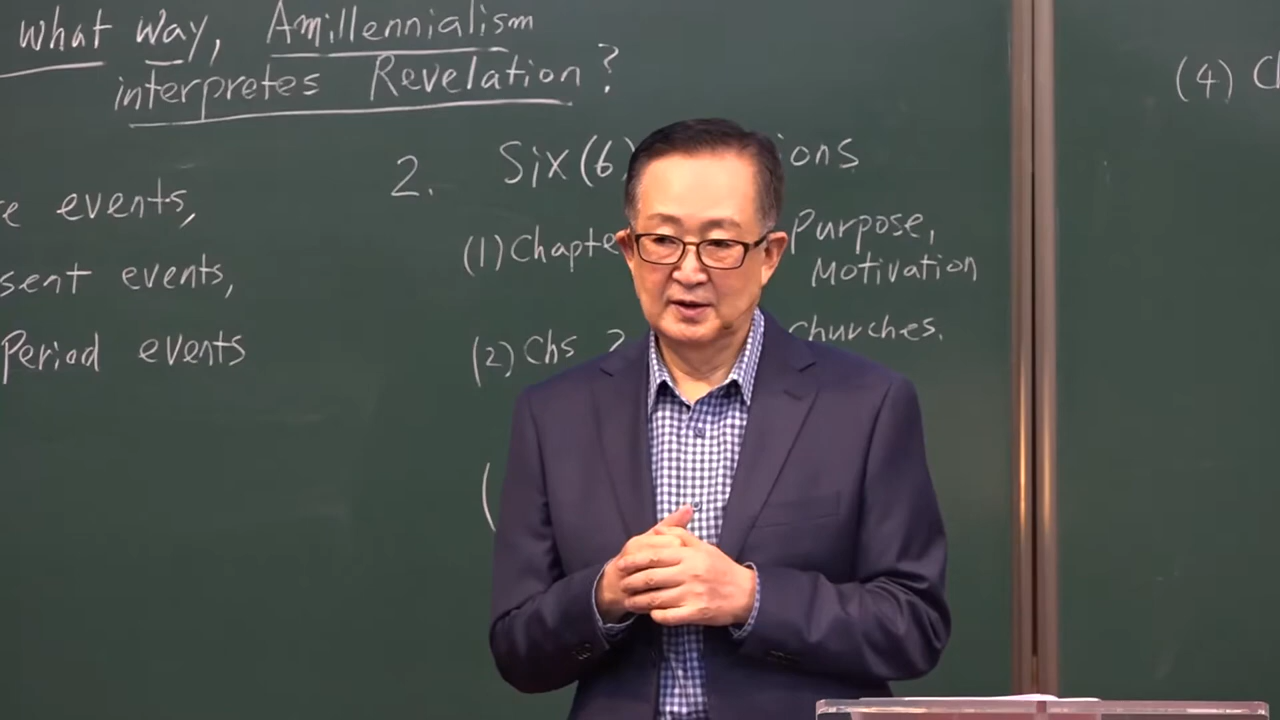 what way, Amillennialism
interpretes Revelation?
e events,
sent events,
Period events
2. Six (6) ions
(1) Chapte Purpose,
Motivation
(2) Chs 2 churches.
(
(4) C